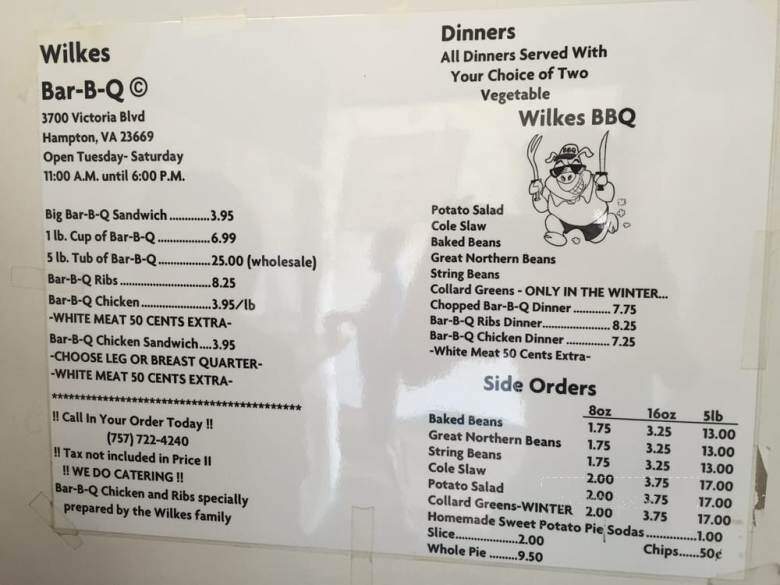 Wilkes
Bar-B-Q ©
3700 Victoria Blvd
Hampton, VA 23669
Open Tuesday- Saturday
11:00 A.M. until 6:00 P.M.
Big Bar-B-Q Sandwich .............3.95
1 lb. Cup of Bar-B-Q .................6.99
5 lb. Tub of Bar-B-Q.................25.00 (wholesale)
Bar-B-Q Ribs .............................8.25
Bar-B-Q Chicken ......................3.95/lb
-WHITE MEAT 50 CENTS EXTRA-
Bar-B-Q Chicken Sandwich....3.95
-CHOOSE LEG OR BREAST QUARTER-
-WHITE MEAT 50 CENTS EXTRA-
******************************************
!! Call In Your Order Today !!
(757) 722-4240
!! Tax not included in Price II
!! WE DO CATERING !!
Bar-B-Q Chicken and Ribs specially
prepared by the Wilkes family
Dinners
All Dinners Served With
Your Choice of Two
Vegetable
Wilkes BBQ
BBQ
Potato Salad
Cole Slaw
Baked Beans
Great Northern Beans
String Beans
Collard Greens - ONLY IN THE WINTER...
Chopped Bar-B-Q Dinner ............ 7.75
Bar-B-Q Ribs Dinner...................... 8.25
Bar-B-Q Chicken Dinner .............. 7.25
-White Meat 50 Cents Extra-
Side Orders
8oz 16oz 5lb
Baked Beans 1.75 3.25 13.00
Great Northern Beans 1.75 3.25 13.00
String Beans 1.75 3.25 13.00
Cole Slaw 2.00 3.75 17.00
Potato Salad 2.00 3.75 17.00
Collard Greens-WINTER 2.00 3.75 17.00
Homemade Sweet Potato Pie Sodas ...............1.00
Slice....................2.00 Chips......50¢
Whole Pie .........9.50